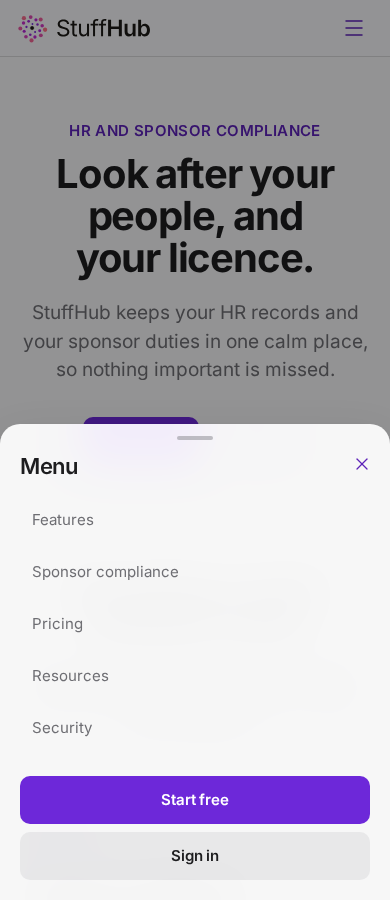 StuffHub
HR AND SPONSOR COMPLIANCE
Look after your
people, and
your licence.
StuffHub keeps your HR records and
your sponsor duties in one calm place,
so nothing important is missed.
Menu
Features
Sponsor compliance
Pricing
Resources
Security
Start free
Sign in